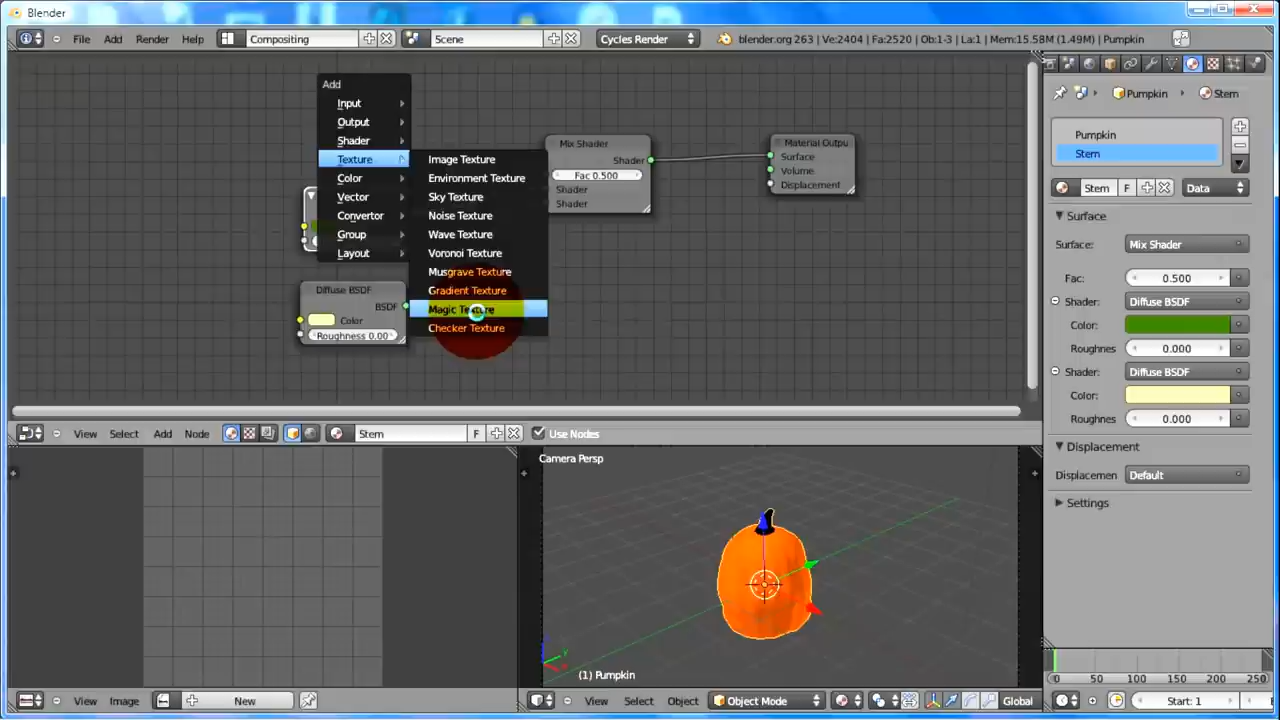 Blender
File Add Render Help Compositing Scene Cycles Render blender.org 263 | Ve:2404 | Fa:2520 | Ob:1-3 | La:1 | Mem:15.58M (1.49M) | Pumpkin
Add
Input
Output
Shader
Texture
Color
Vector
Convertor
Group
Layout
Image Texture
Environment Texture
Sky Texture
Noise Texture
Wave Texture
Voronoi Texture
Musgrave Texture
Gradient Texture
Magic Texture
Checker Texture
Mix Shader
Shader
Fac 0.500
Shader
Shader
Material Outpu
Surface
Volume
Displacement
Diffuse BSDF
BSDF
Color
Roughness 0.00
Pumpkin Stem
Pumpkin
Stem
Stem F Data
Surface
Surface: Mix Shader
Fac: 0.500
Shader: Diffuse BSDF
Color:
Roughnes 0.000
Shader: Diffuse BSDF
Color:
Roughnes 0.000
Displacement
Displacemen Default
Settings
View Select Add Node Stem F Use Nodes
Camera Persp
(1) Pumpkin
View Image New
View Select Object Object Mode Global
0 50 100 150 200 250
Start: 1